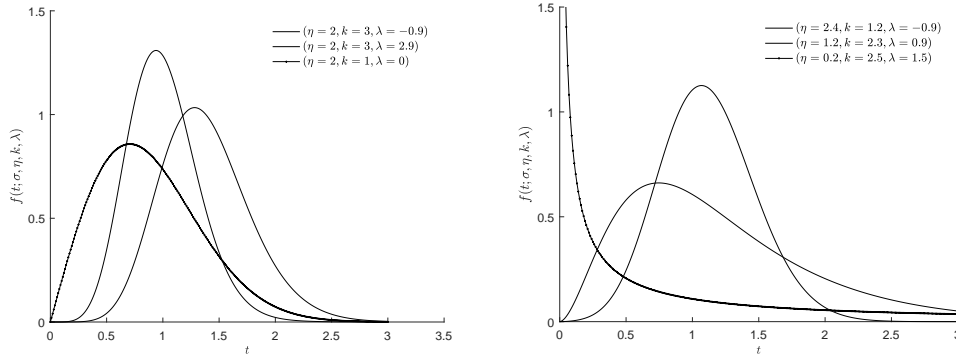 1.5
1
0.5
0
f(t; σ, η, k, λ)
(η = 2, k = 3, λ = −0.9)
(η = 2, k = 3, λ = 2.9)
(η = 2, k = 1, λ = 0)
0 0.5 1 1.5 2 2.5 3 3.5
t
1.5
1
0.5
0
f(t; σ, η, k, λ)
(η = 2.4, k = 1.2, λ = −0.9)
(η = 1.2, k = 2.3, λ = 0.9)
(η = 0.2, k = 2.5, λ = 1.5)
0 0.5 1 1.5 2 2.5 3
t